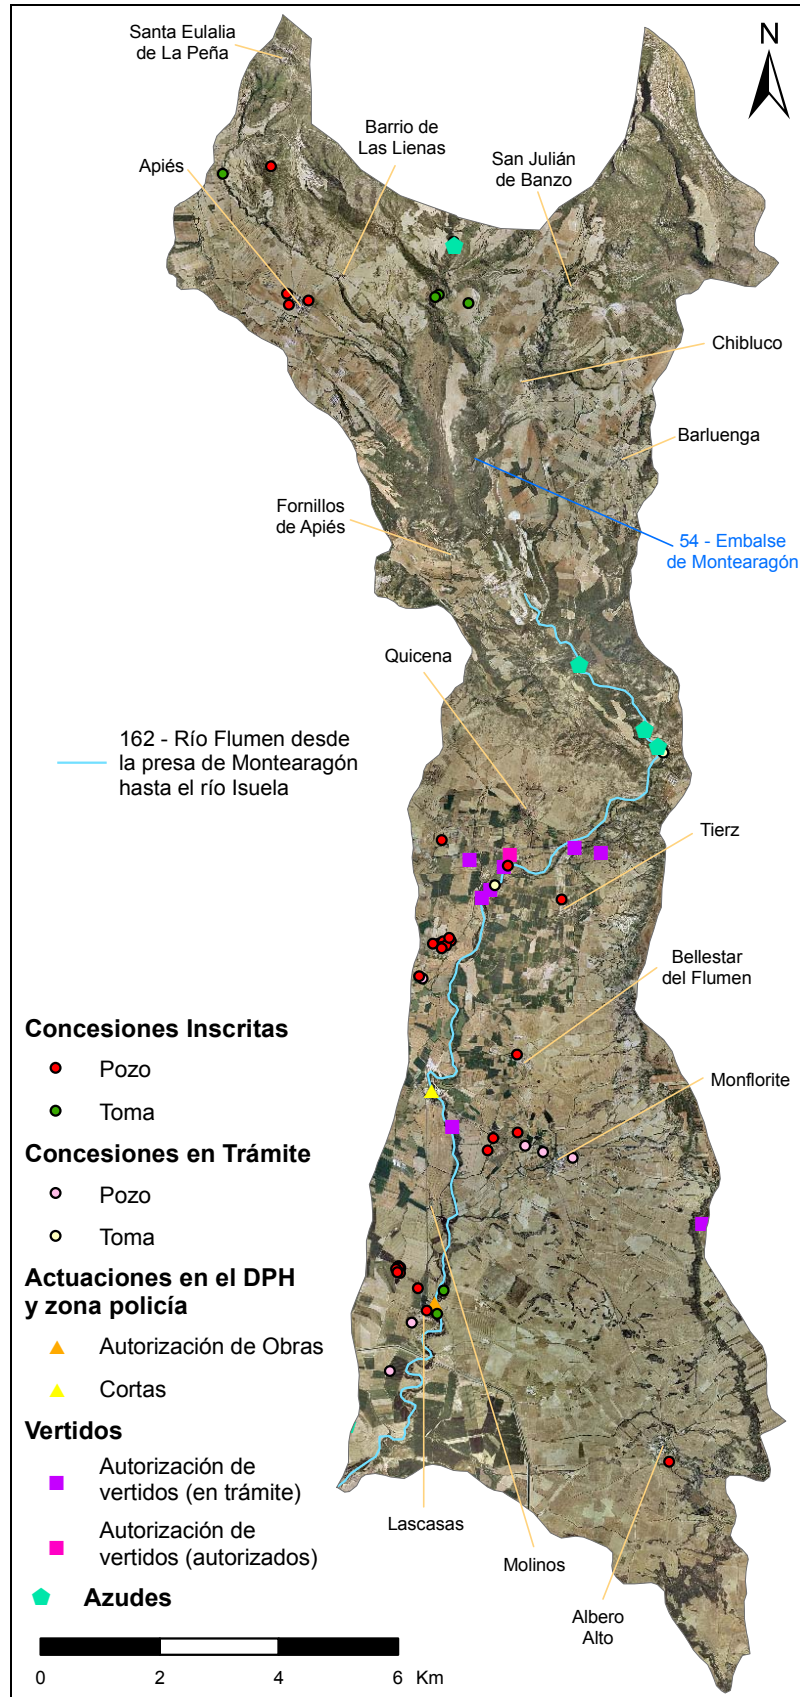 Santa Eulalia
de La Peña
N
Barrio de
Las Lienas
Apiés
San Julián
de Banzo
Chibluco
Barluenga
Fornillos
de Apiés
54 - Embalse
de Montearagón
Quicena
162 - Río Flumen desde
la presa de Montearagón
hasta el río Isuela
Tierz
Bellestar
del Flumen
Monflorite
Concesiones Inscritas
Pozo
Toma
Concesiones en Trámite
Pozo
Toma
Actuaciones en el DPH
y zona policía
Autorización de Obras
Cortas
Vertidos
Autorización de
vertidos (en trámite)
Autorización de
vertidos (autorizados)
Azudes
Lascasas
Molinos
Albero
Alto
0 2 4 6 Km